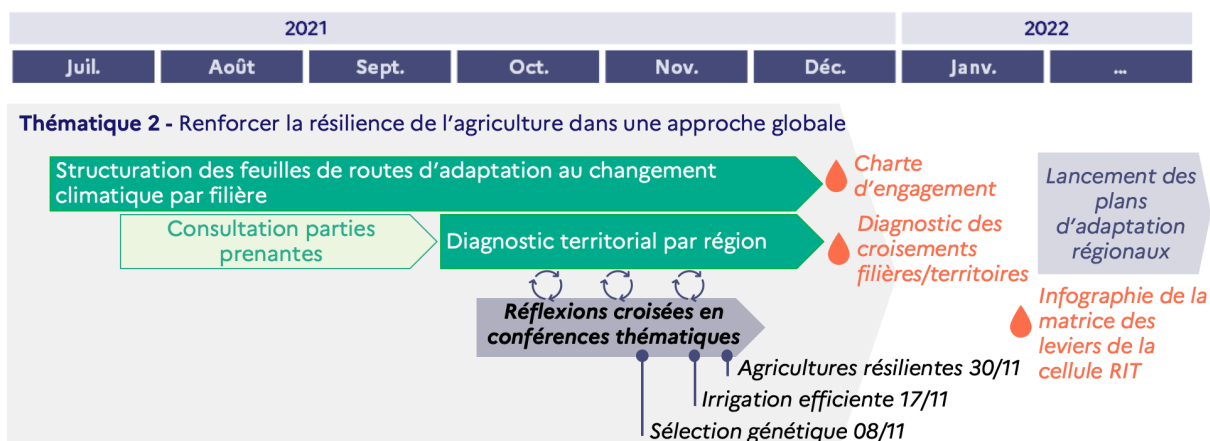 2021
2022
Juil.
Août
Sept.
Oct.
Nov.
Déc.
Janv.
...
Thématique 2 - Renforcer la résilience de l'agriculture dans une approche globale
Structuration des feuilles de routes d'adaptation au changement
climatique par filière
Charte
d'engagement
Lancement des
plans
d'adaptation
régionaux
Consultation parties
prenantes
Diagnostic territorial par région
Diagnostic des
croisements
filières/territoires
Réflexions croisées en
conférences thématiques
Infographie de la
matrice des
leviers de la
cellule RIT
Agricultures résilientes 30/11
Irrigation efficiente 17/11
Sélection génétique 08/11